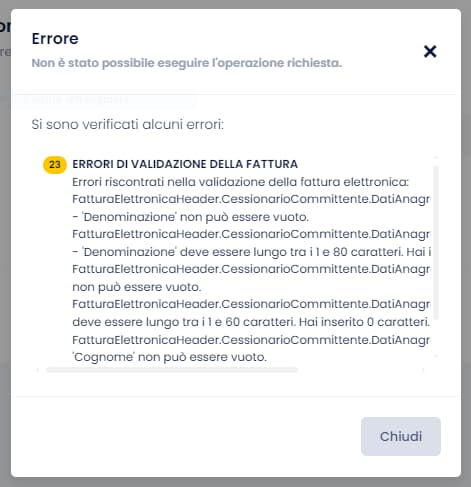 Errore
Non è stato possibile eseguire l'operazione richiesta.
Si sono verificati alcuni errori:
23 ERRORI DI VALIDAZIONE DELLA FATTURA
Errori riscontrati nella validazione della fattura elettronica:
FatturaElettronicaHeader.CessionarioCommittente.DatiAnagr
- 'Denominazione' non può essere vuoto.
FatturaElettronicaHeader.CessionarioCommittente.DatiAnagr
- 'Denominazione' deve essere lungo tra i 1 e 80 caratteri. Hai i
FatturaElettronicaHeader.CessionarioCommittente.DatiAnagr
non può essere vuoto.
FatturaElettronicaHeader.CessionarioCommittente.DatiAnagr
deve essere lungo tra i 1 e 60 caratteri. Hai inserito 0 caratteri.
FatturaElettronicaHeader.CessionarioCommittente.DatiAnagr
'Cognome' non può essere vuoto.
Chiudi